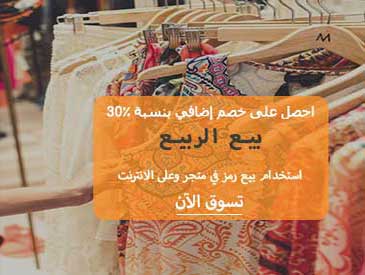 احصل على خصم إضافي بنسبة 30%
بيع الربيع
استخدام بيع رمز في متجر وعلى الانترنت
تسوق الآن